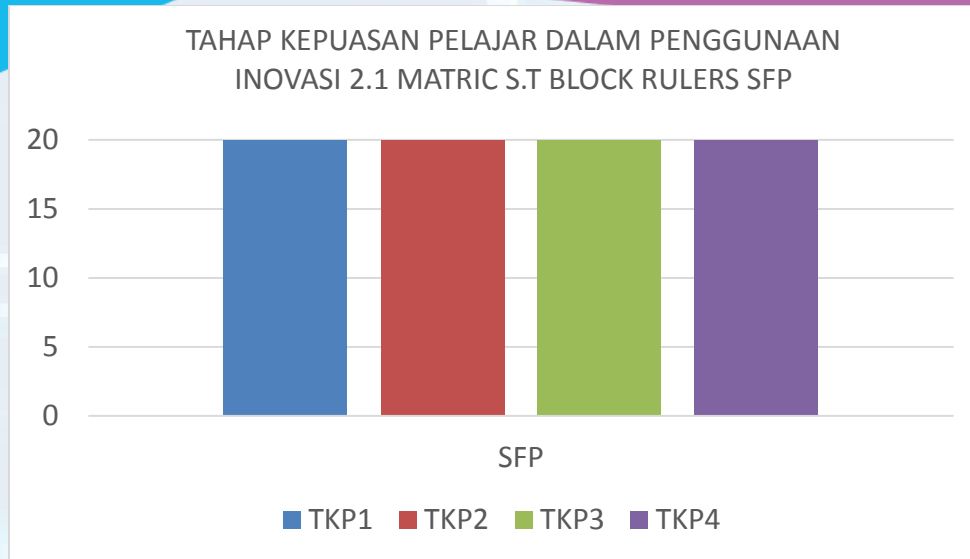 TAHAP KEPUASAN PELAJAR DALAM PENGGUNAAN
INOVASI 2.1 MATRIC S.T BLOCK RULERS SFP
20
15
10
5
0
SFP
TKP1 TKP2 TKP3 TKP4